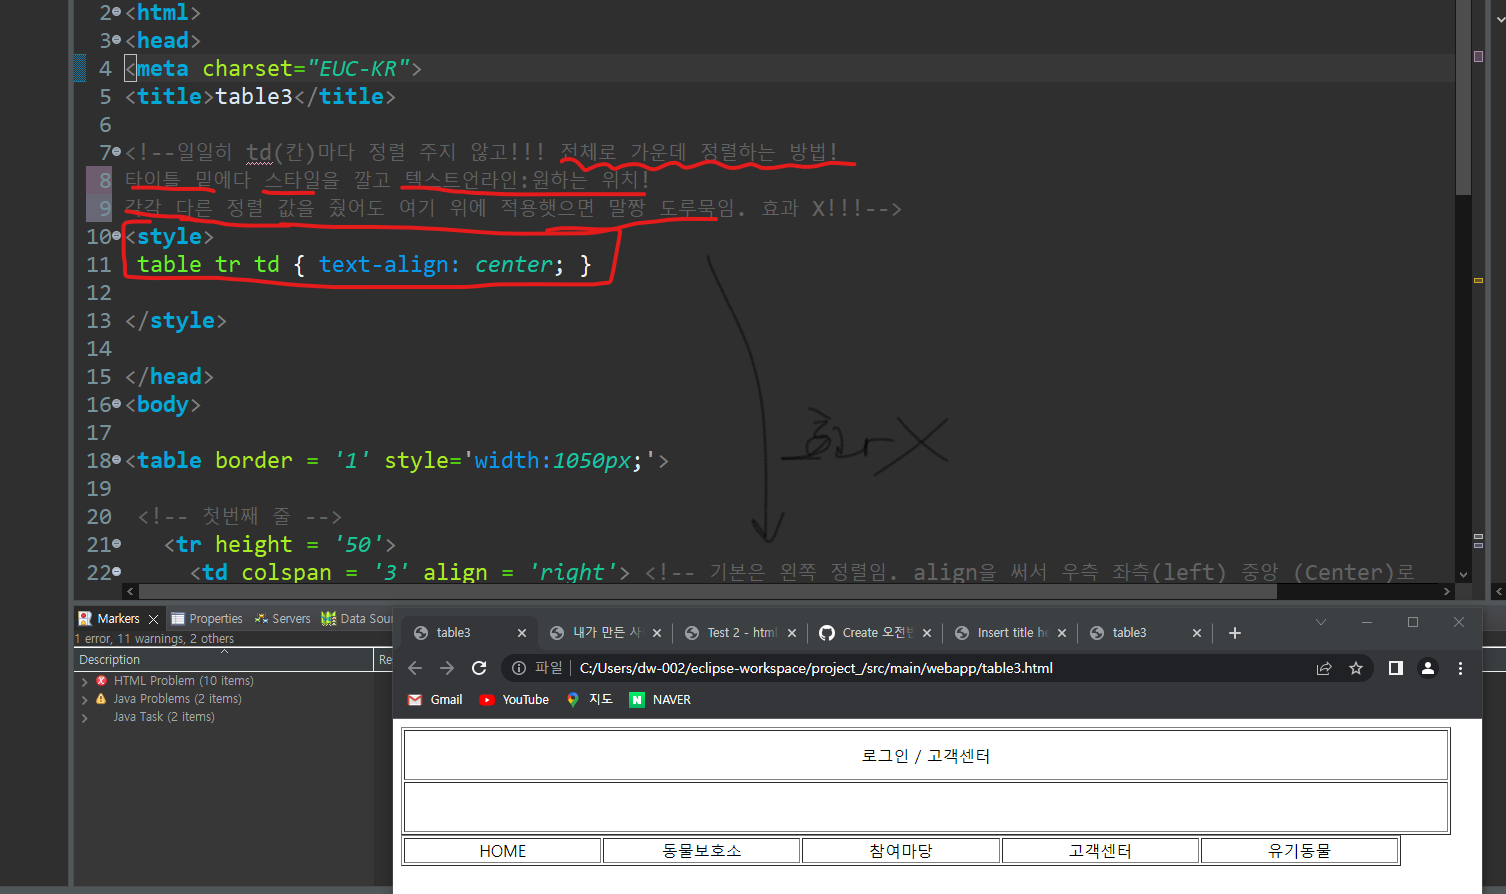 2 <html>
3 <head>
4 <meta charset="EUC-KR">
5 <title>table3</title>
6
7 <!--일일히 td(칸)마다 정렬 주지 않고!!! 전체로 가운데 정렬하는 방법!
8 타이틀 밑에다 스타일을 깔고 텍스트언라인:원하는 위치!
9 각각 다른 정렬 값을 줬어도 여기 위에 적용햇으면 말짱 도루묵임. 효과 X!!!-->
10 <style>
11 table tr td { text-align: center; }
12
13 </style>
14
15 </head>
16 <body>
17
18 <table border = '1' style='width:1050px;'>
19
20 <!-- 첫번째 줄 -->
21 <tr height = '50'>
22 <td colspan = '3' align = 'right'> <!-- 기본은 왼쪽 정렬임. align을 써서 우측 좌측(left) 중앙 (Center)로
X
Markers Properties Servers Data Sour
1 error, 11 warnings, 2 others
Description Re
HTML Problem (10 items)
Java Problems (2 items)
Java Task (2 items)
table3 내가 만든 사 Test 2 - html Create 오전반 Insert title he table3
파일 C:/Users/dw-002/eclipse-workspace/project_/src/main/webapp/table3.html
Gmail YouTube 지도 NAVER
로그인 / 고객센터
HOME 동물보호소 참여마당 고객센터 유기동물